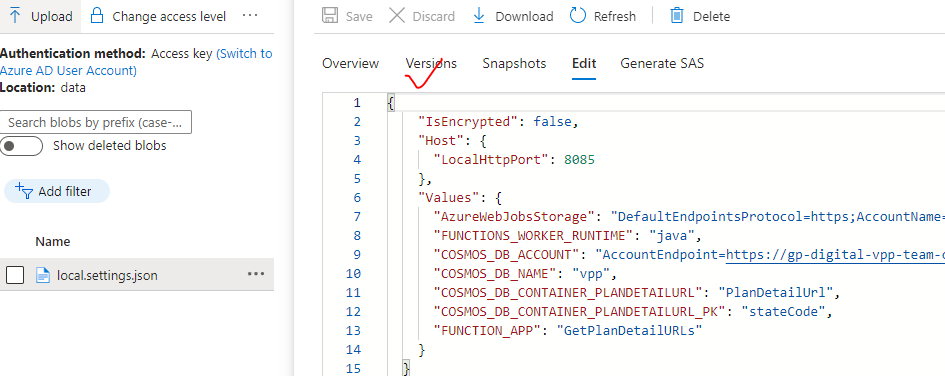 Upload Change access level ...
Authentication method: Access key (Switch to
Azure AD User Account)
Location: data
Search blobs by prefix (case-...
Show deleted blobs
Add filter
Name
local.settings.json ...
Save Discard Download Refresh Delete
Overview Versions Snapshots Edit Generate SAS
1 {
2 "IsEncrypted": false,
3 "Host": {
4 "LocalHttpPort": 8085
5 },
6 "Values": {
7 "AzureWebJobsStorage": "DefaultEndpointsProtocol=https;AccountName=
8 "FUNCTIONS_WORKER_RUNTIME": "java",
9 "COSMOS_DB_ACCOUNT": "AccountEndpoint=https://gp-digital-vpp-team-
10 "COSMOS_DB_NAME": "vpp",
11 "COSMOS_DB_CONTAINER_PLANDETAILURL": "PlanDetailUrl",
12 "COSMOS_DB_CONTAINER_PLANDETAILURL_PK": "stateCode",
13 "FUNCTION_APP": "GetPlanDetailURLs"
14 }
15 }